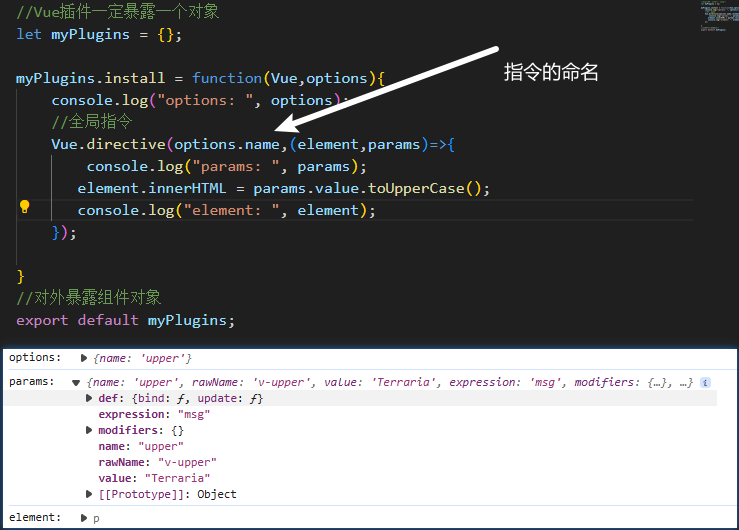 //Vue插件一定暴露一个对象
let myPlugins = {};
myPlugins.install = function(Vue,options){
console.log("options: ", options);
指令的命名
//全局指令
Vue.directive(options.name,(element,params)=>{
console.log("params: ", params);
element.innerHTML = params.value.toUpperCase();
console.log("element: ", element);
});
}
//对外暴露组件对象
export default myPlugins;
options: ▶ {name: 'upper'}
params: ▼ {name: 'upper', rawName: 'v-upper', value: 'Terraria', expression: 'msg', modifiers: {…}, …} i
▶ def: {bind: ƒ, update: ƒ}
expression: "msg"
▶ modifiers: {}
name: "upper"
rawName: "v-upper"
value: "Terraria"
▶ [[Prototype]]: Object
element: ▶ p